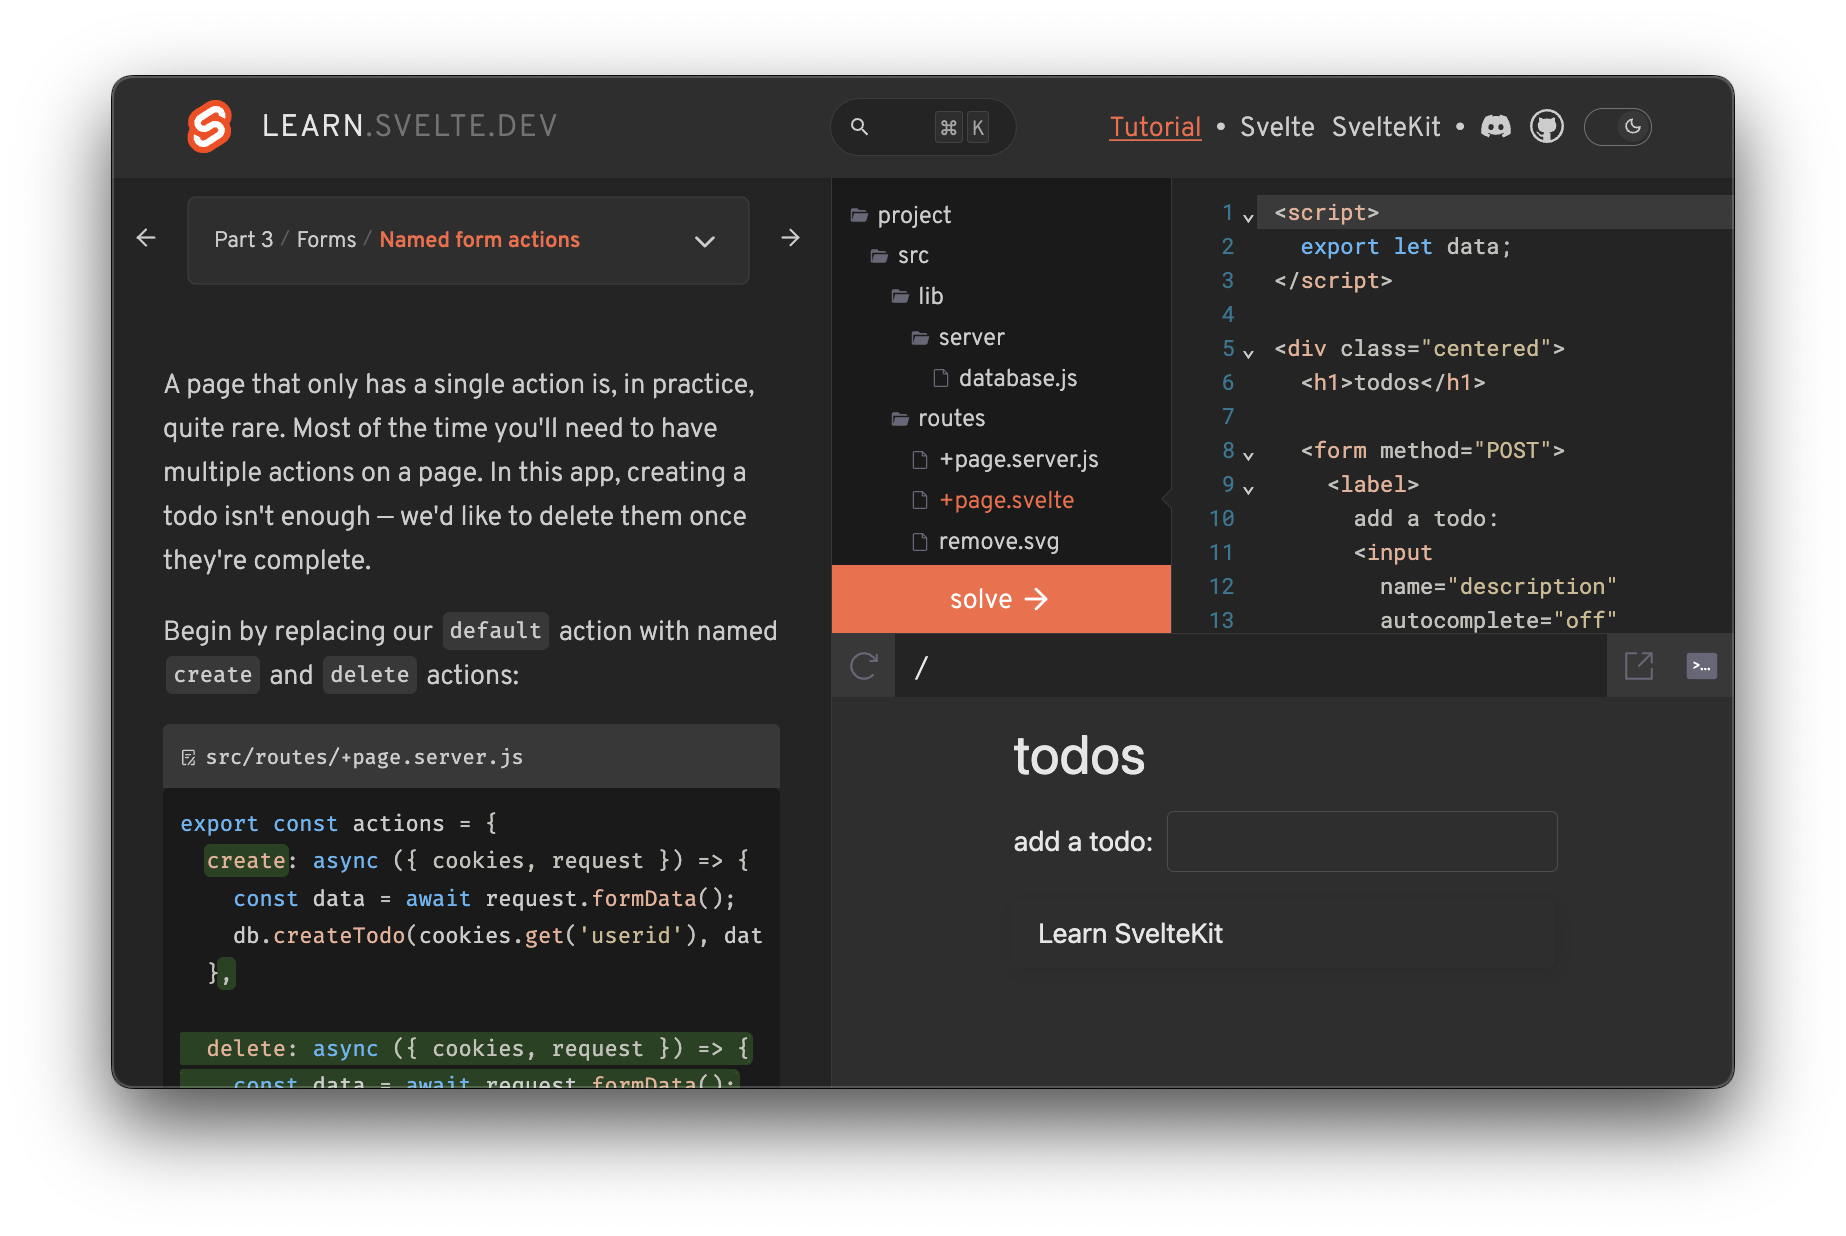 LEARN.SVELTE.DEV
⌘ K
Tutorial • Svelte SvelteKit •
Part 3 / Forms / Named form actions
A page that only has a single action is, in practice,
quite rare. Most of the time you'll need to have
multiple actions on a page. In this app, creating a
todo isn't enough — we'd like to delete them once
they're complete.
Begin by replacing our default action with named
create and delete actions:
src/routes/+page.server.js
export const actions = {
create: async ({ cookies, request }) => {
const data = await request.formData();
db.createTodo(cookies.get('userid'), dat
},
delete: async ({ cookies, request }) => {
const data = await request.formData();
project
src
lib
server
database.js
routes
+page.server.js
+page.svelte
remove.svg
solve →
1 <script>
2 export let data;
3 </script>
4
5 <div class="centered">
6 <h1>todos</h1>
7
8 <form method="POST">
9 <label>
10 add a todo:
11 <input
12 name="description"
13 autocomplete="off"
/
>...
todos
add a todo:
Learn SvelteKit